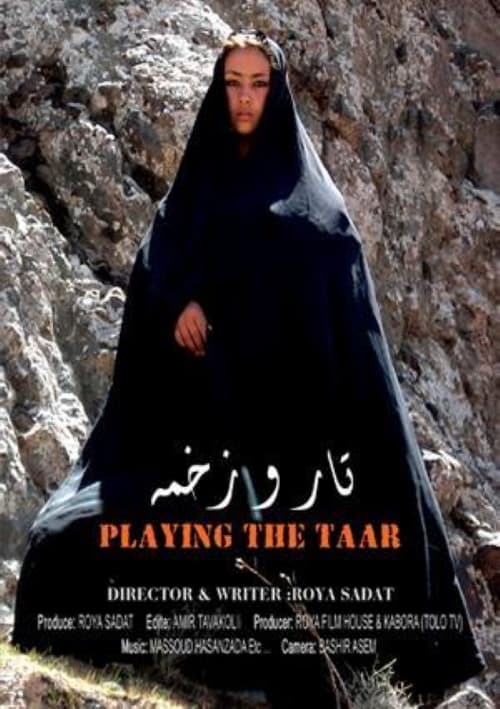 تار و زخمه
PLAYING THE TAAR
DIRECTOR & WRITER :ROYA SADAT
Produce: ROYA SADAT Edite: AMIR TAVAKOLI Producer: ROYA FILM HOUSE & KABORA (TOLO TV)
Music: MASSOUD HASANZADA Etc ... Camera: BASHIR ASEM